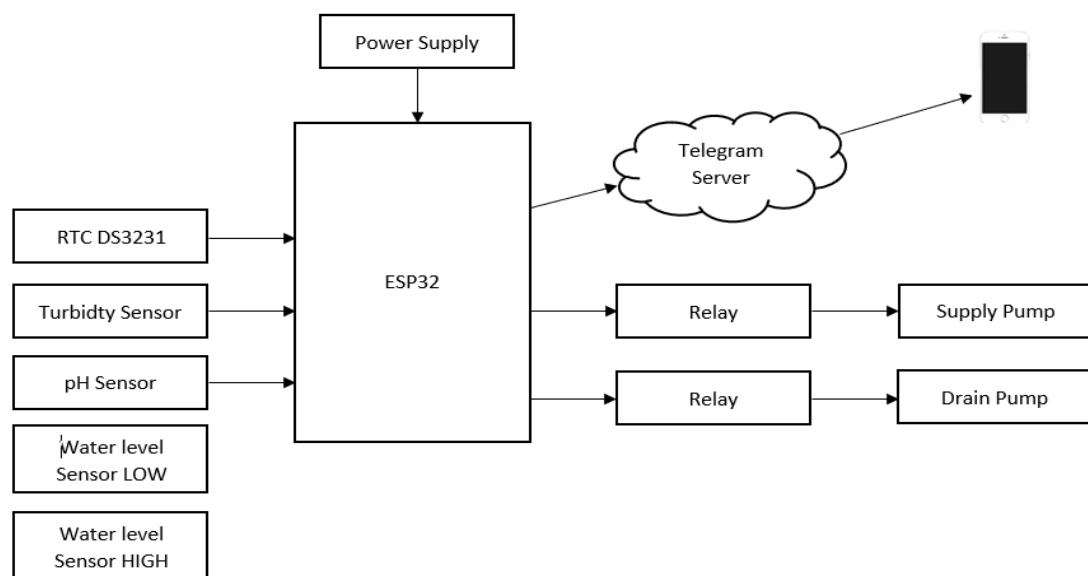 Power Supply
Telegram
Server
RTC DS3231
ESP32
Turbidty Sensor
Relay
Supply Pump
pH Sensor
Relay
Drain Pump
Water level
Sensor LOW
Water level
Sensor HIGH